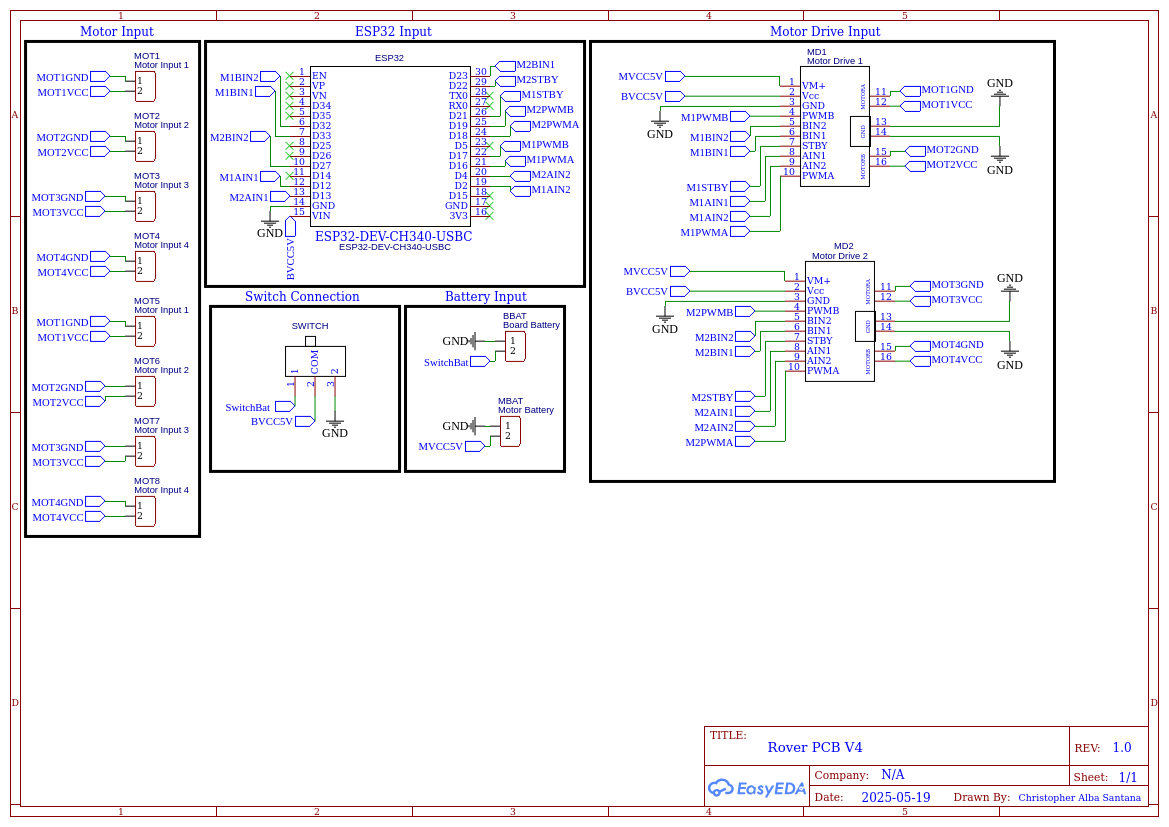 1 2 3 4 5
Motor Input
ESP32 Input
Motor Drive Input
A
B
C
D
A
B
C
D
MOT1
Motor Input 1
MOT1GND 1
MOT1VCC 2
MOT2
Motor Input 2
MOT2GND 1
MOT2VCC 2
MOT3
Motor Input 3
MOT3GND 1
MOT3VCC 2
MOT4
Motor Input 4
MOT4GND 1
MOT4VCC 2
MOT5
Motor Input 1
MOT1GND 1
MOT1VCC 2
MOT6
Motor Input 2
MOT2GND 1
MOT2VCC 2
MOT7
Motor Input 3
MOT3GND 1
MOT3VCC 2
MOT8
Motor Input 4
MOT4GND 1
MOT4VCC 2
ESP32
M1BIN2
M1BIN1
M2BIN2
M1AIN1
M2AIN1
GND
BVCC5V
1 EN
2 VP
3 VN
4 D34
5 D35
6 D32
7 D33
8 D25
9 D26
10 D27
11 D14
12 D12
13 D13
14 GND
15 VIN
D23 30
D22 29
TX0 28
RX0 27
D21 26
D19 25
D18 24
D5 23
D17 22
D16 21
D4 20
D2 19
D15 18
GND 17
3V3 16
M2BIN1
M2STBY
M1STBY
M2PWMB
M2PWMA
M1PWMB
M1PWMA
M2AIN2
M1AIN2
ESP32-DEV-CH340-USBC
ESP32-DEV-CH340-USBC
Switch Connection
SWITCH
1 COM 2
1 2 3
SwitchBat
BVCC5V
GND
Battery Input
BBAT
Board Battery
GND 1
SwitchBat 2
MBAT
Motor Battery
GND 1
MVCC5V 2
MD1
Motor Drive 1
MVCC5V
BVCC5V
GND
M1PWMB
M1BIN2
M1BIN1
M1STBY
M1AIN1
M1AIN2
M1PWMA
1 VM+
2 Vcc
3 GND
4 PWMB
5 BIN2
6 BIN1
7 STBY
8 AIN1
9 AIN2
10 PWMA
MOTORA
GND
MOTORB
11 MOT1GND
12 MOT1VCC
13
14
15 MOT2GND
16 MOT2VCC
GND
GND
MD2
Motor Drive 2
MVCC5V
BVCC5V
GND
M2PWMB
M2BIN2
M2BIN1
M2STBY
M2AIN1
M2AIN2
M2PWMA
1 VM+
2 Vcc
3 GND
4 PWMB
5 BIN2
6 BIN1
7 STBY
8 AIN1
9 AIN2
10 PWMA
MOTORA
GND
MOTORB
11 MOT3GND
12 MOT3VCC
13
14
15 MOT4GND
16 MOT4VCC
GND
GND
TITLE:
Rover PCB V4
REV: 1.0
EasyEDA
Company: N/A
Sheet: 1/1
Date: 2025-05-19
Drawn By: Christopher Alba Santana
1 2 3 4 5